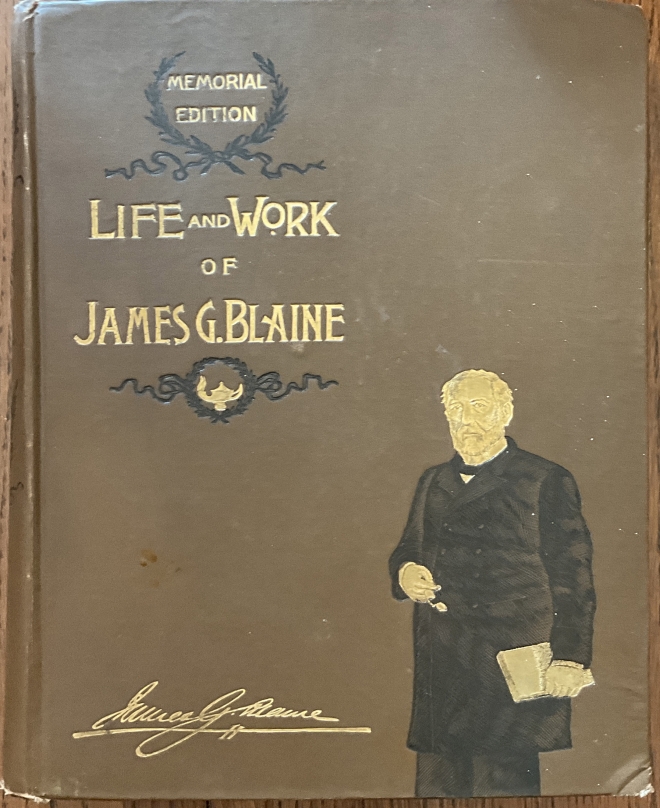 MEMORIAL
EDITION
LIFE AND WORK
OF
JAMES G. BLAINE
James G. Blaine